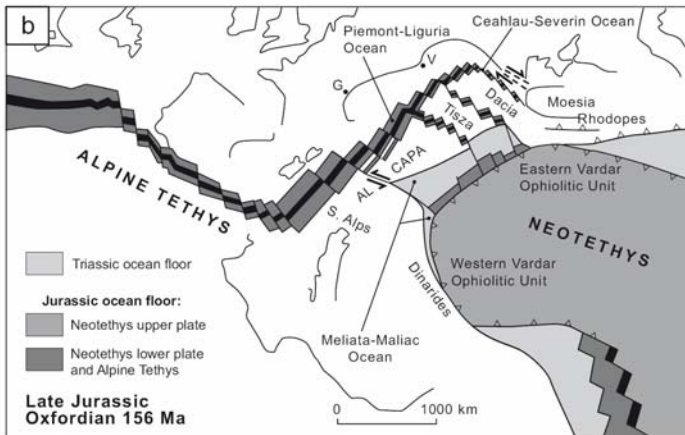 b
Ceahlau-Severin Ocean
Piemont-Liguria
Ocean
V
G
Dacia
Tisza
Moesia
Rhodopes
CAPA
AL
ALPINE TETHYS
S. Alps
Eastern Vardar
Ophiolitic Unit
NEOTETHYS
Western Vardar
Ophiolitic Unit
Dinarides
Meliata-Maliac
Ocean
Triassic ocean floor
Jurassic ocean floor:
Neotethys upper plate
Neotethys lower plate
and Alpine Tethys
Late Jurassic
Oxfordian 156 Ma
0 1000 km